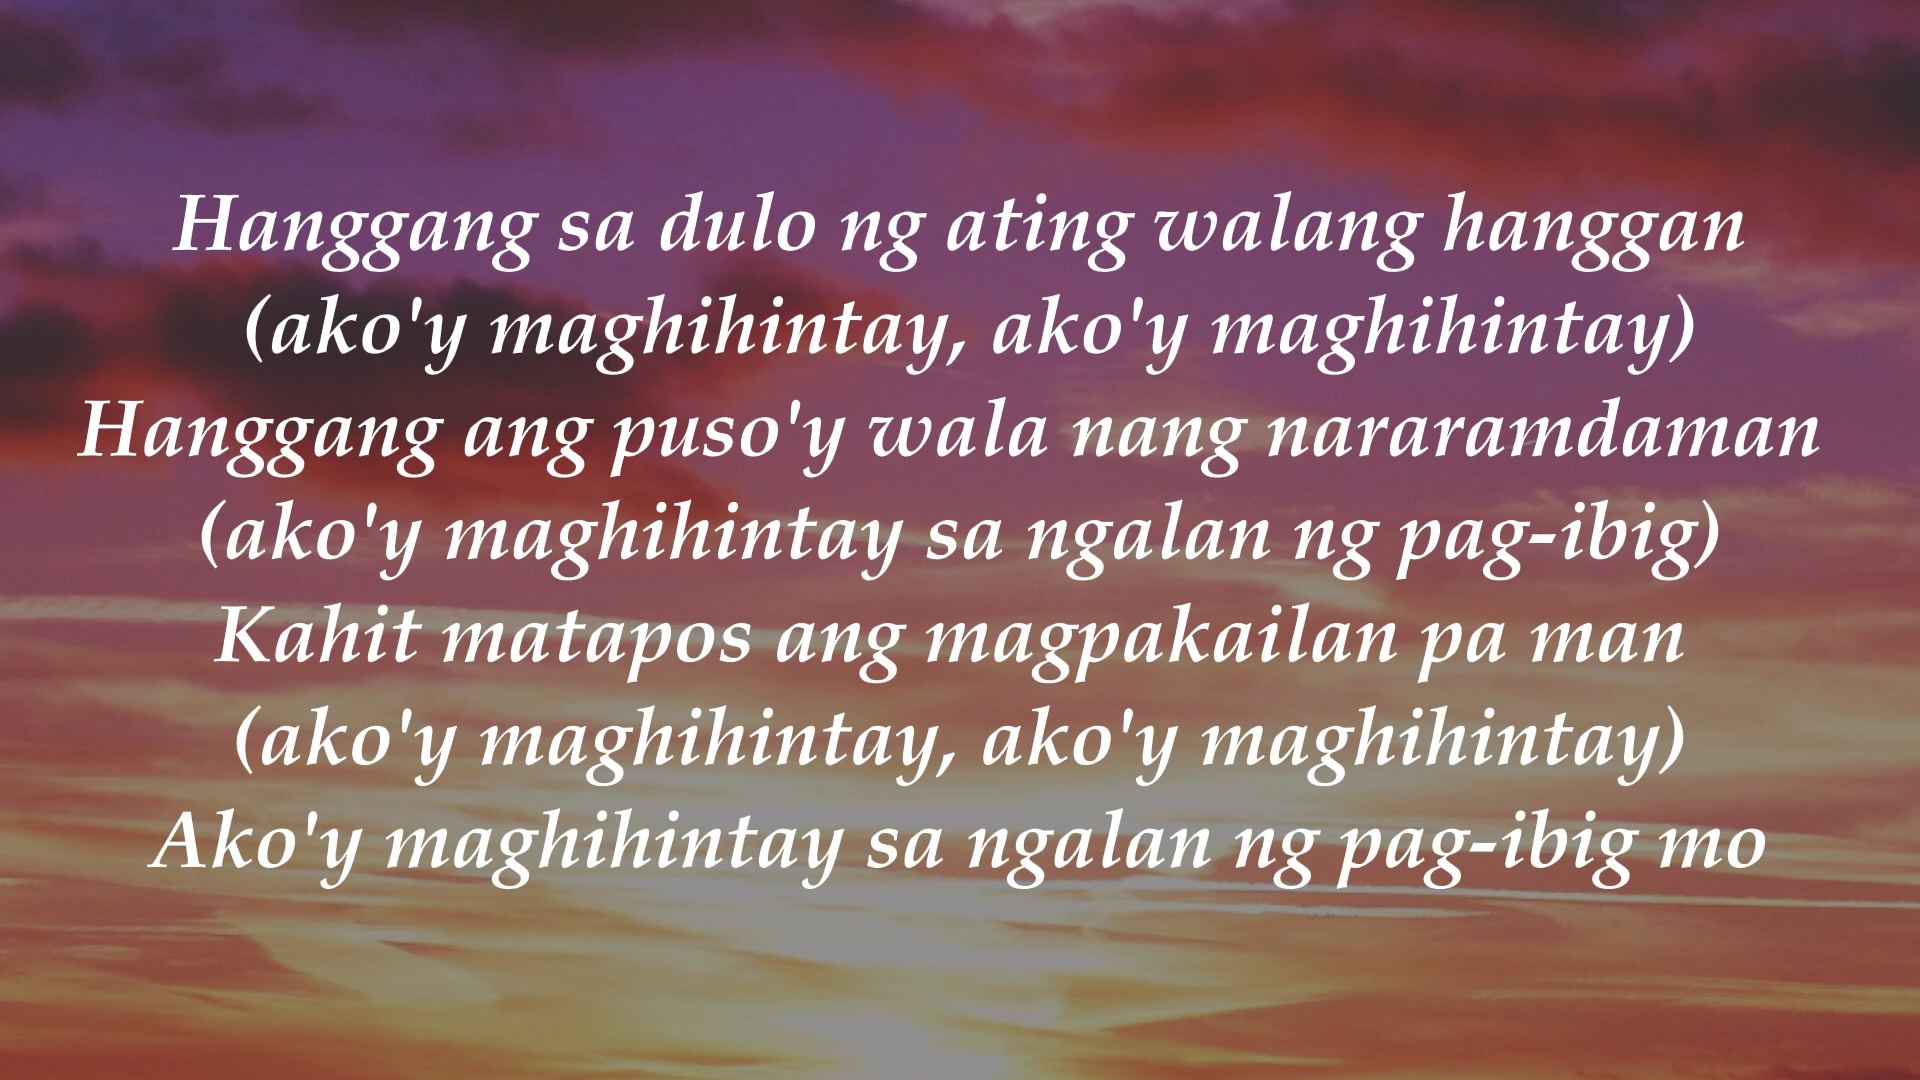 Hanggang sa dulo ng ating walang hanggan
(ako'y maghihintay, ako'y maghihintay)
Hanggang ang puso'y wala nang nararamdaman
(ako'y maghihintay sa ngalan ng pag-ibig)
Kahit matapos ang magpakailan pa man
(ako'y maghihintay, ako'y maghihintay)
Ako'y maghihintay sa ngalan ng pag-ibig mo